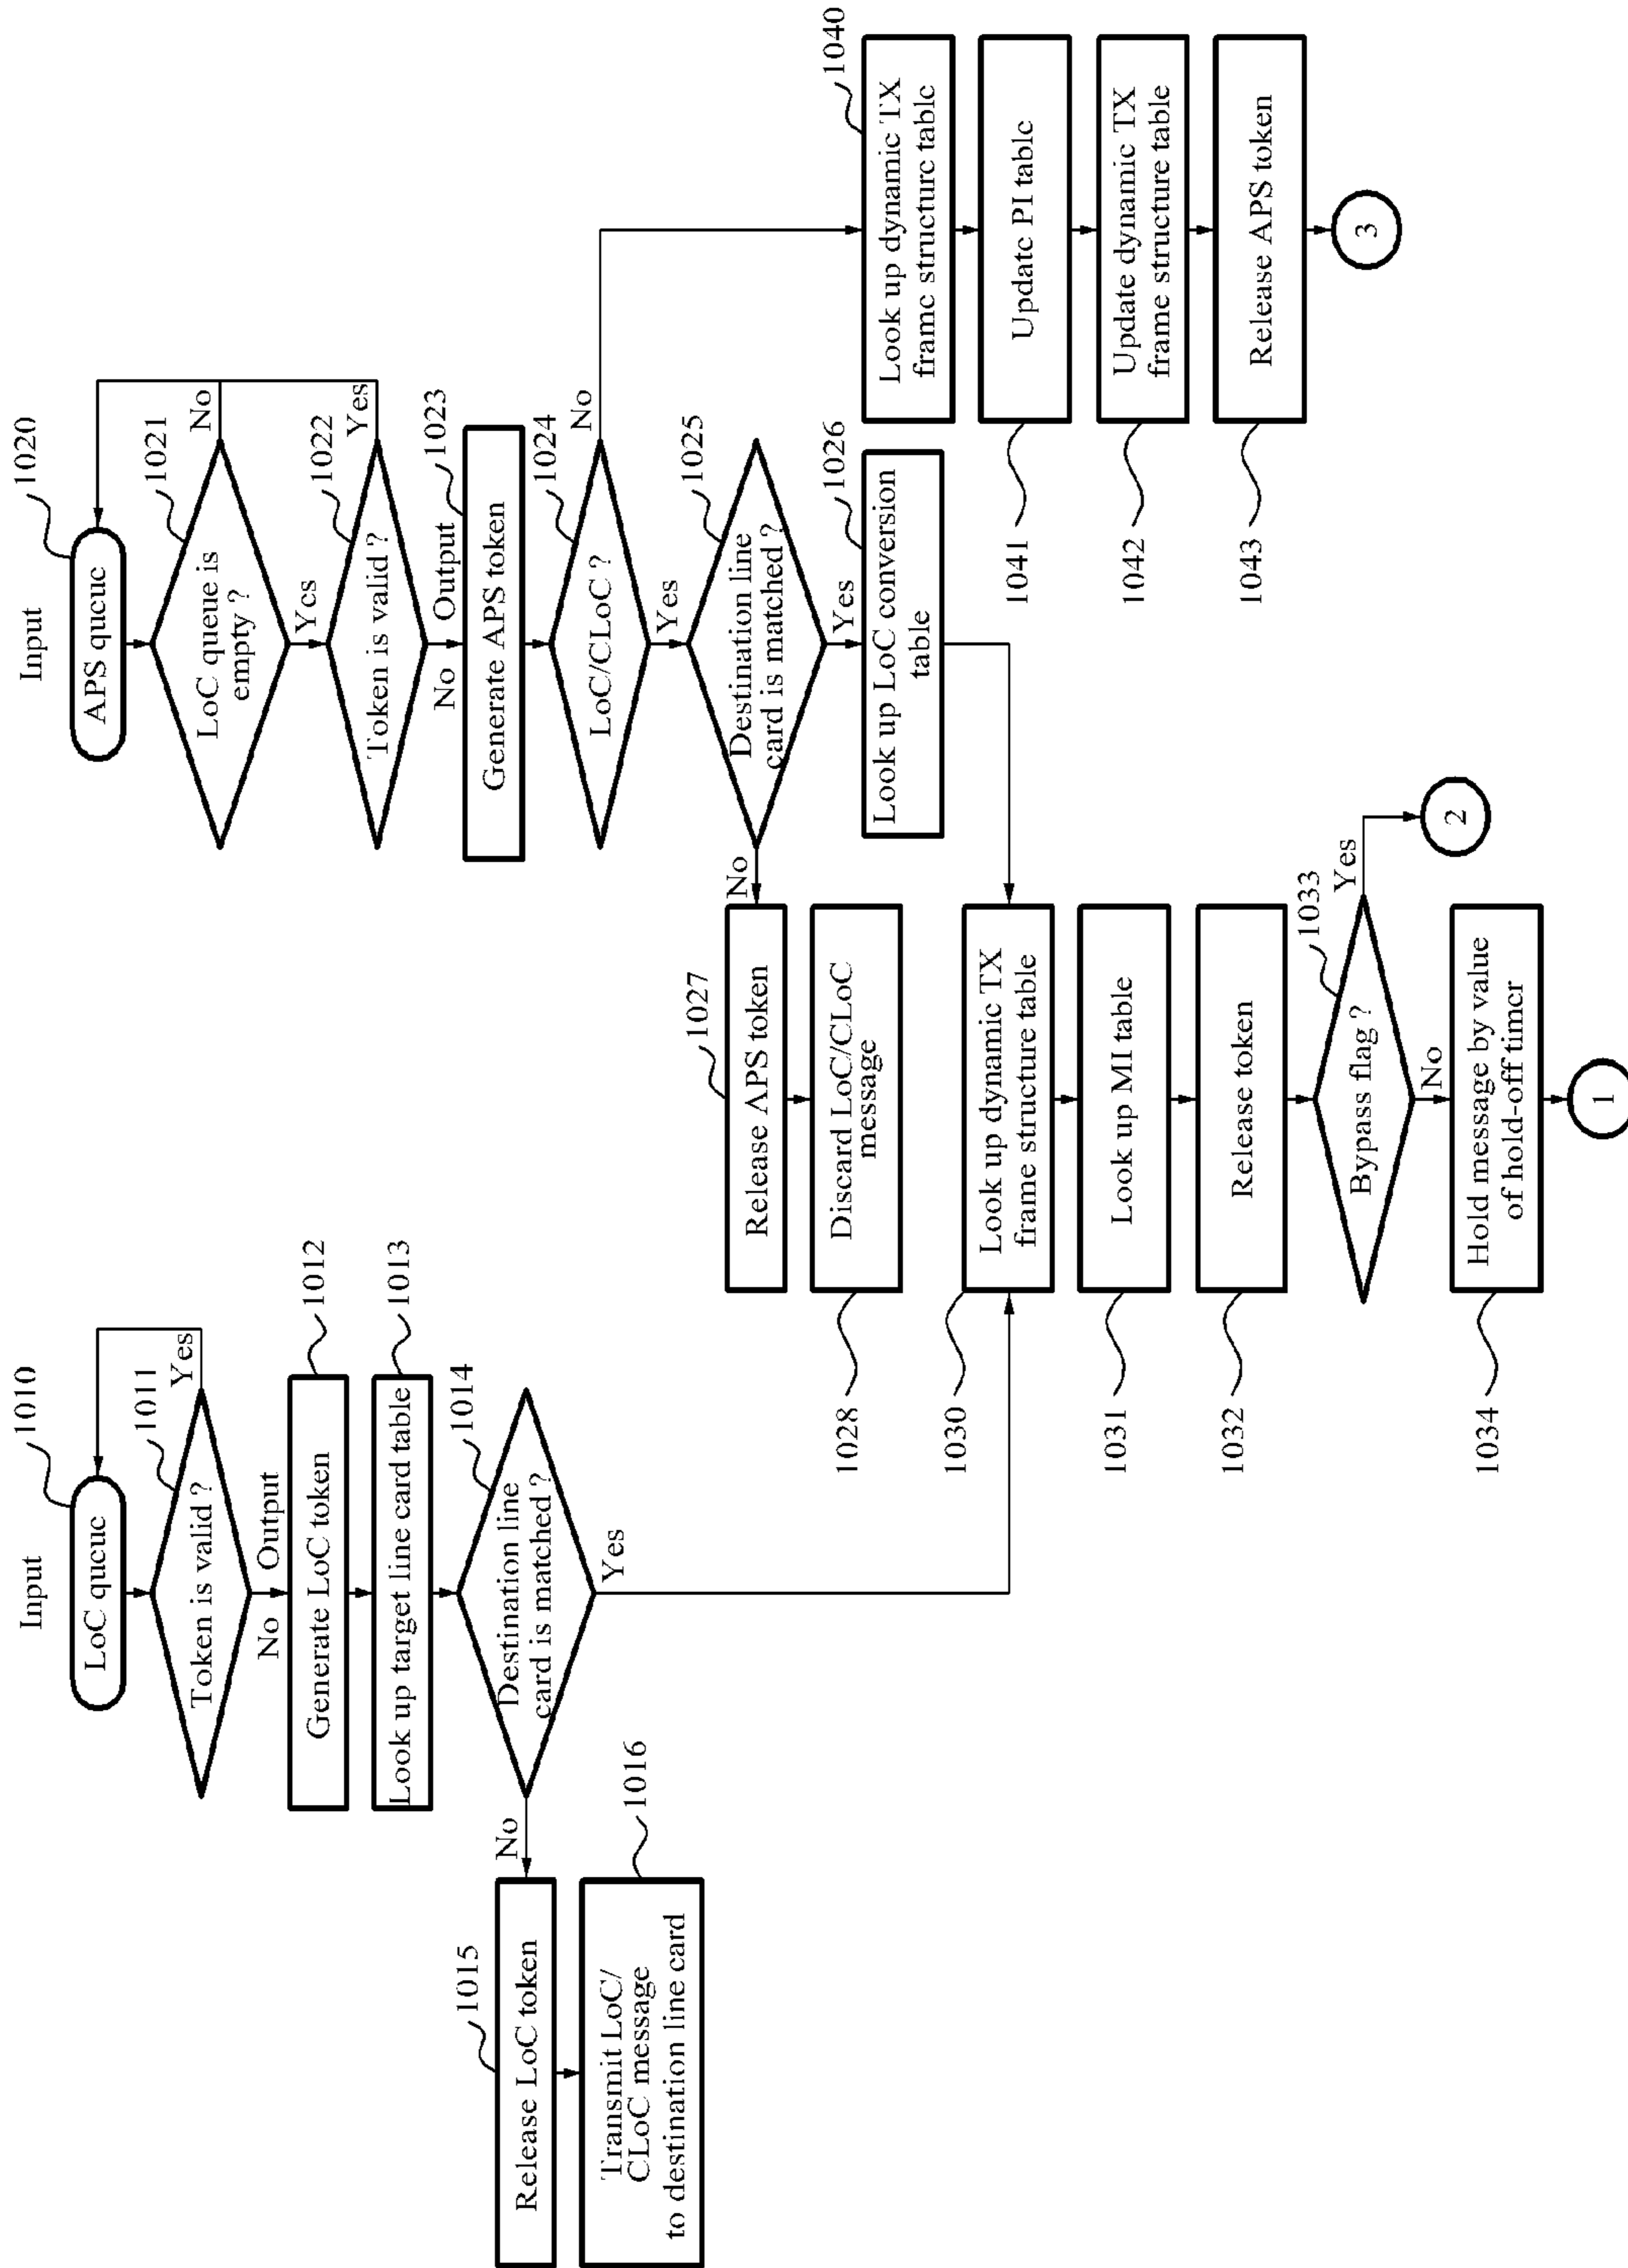 Input
LoC queue
1010
Token is valid ?
1011
Yes
No
Output
Generate LoC token
1012
Look up target line card table
1013
Destination line
card is matched ?
1014
No
Yes
1015
Release LoC token
Transmit LoC/
CLoC message
to destination line card
1016
Input
APS queue
1020
LoC queue is
empty ?
1021
No
Yes
Token is valid ?
1022
Yes
No
Output
Generate APS token
1023
LoC/CLoC ?
1024
No
Yes
Destination line
card is matched ?
1025
No
Yes
Look up LoC conversion
table
1026
1027
Release APS token
Discard LoC/CLoC
message
1028
Look up dynamic TX
frame structure table
1030
Look up MI table
1031
Release token
1032
Bypass flag ?
1033
Yes
2
No
Hold message by value
of hold-off timer
1034
1
1040
Look up dynamic TX
frame structure table
Update PI table
1041
Update dynamic TX
frame structure table
1042
Release APS token
1043
3